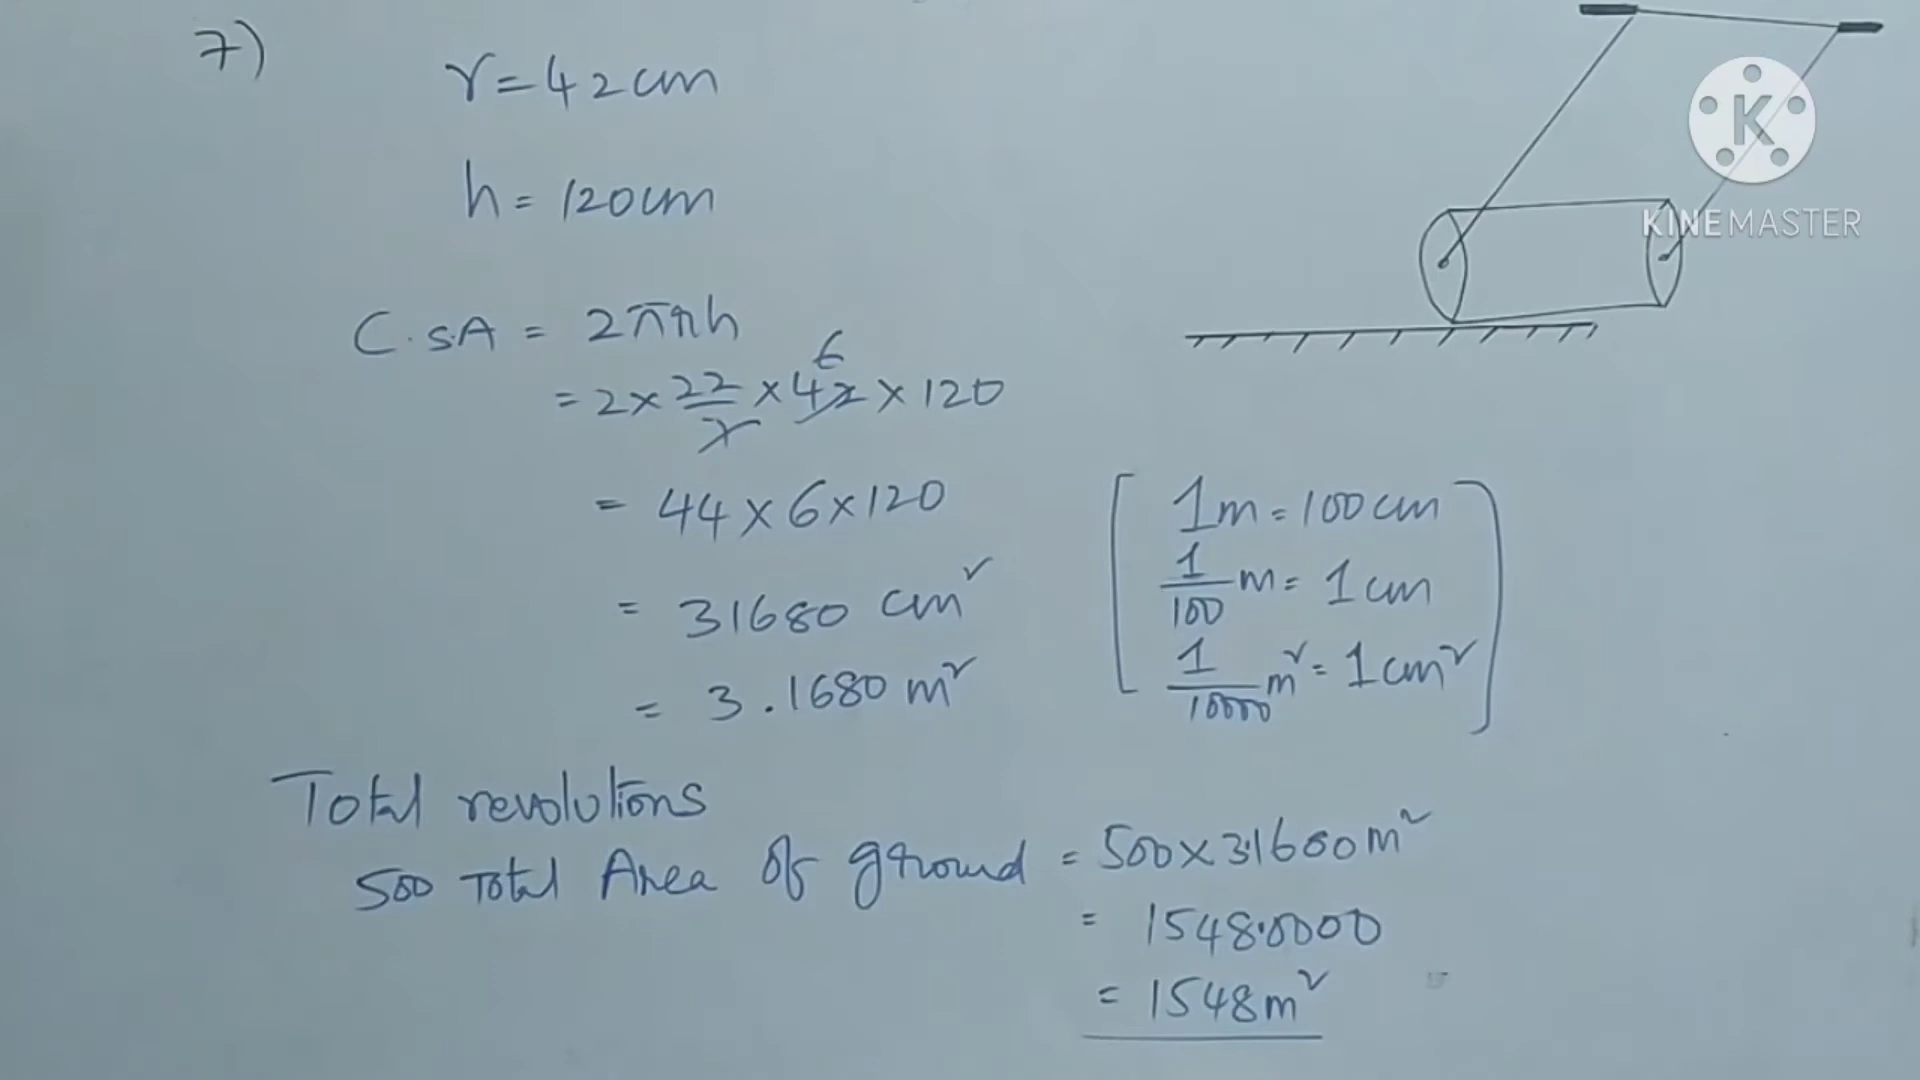 7)
r = 42 cm
h = 120 cm
C.S.A = 2πrh
= 2 × 22/7 × 42 × 120
6
= 44 × 6 × 120
= 31680 cm²
= 3.1680 m²
[ 1m = 100 cm
1/100 m = 1 cm
1/10000 m² = 1 cm² ]
Total revolutions
500 Total Area of ground = 500 × 3.1680 m²
= 1548.0000
= 1548 m²
K
KINEMASTER